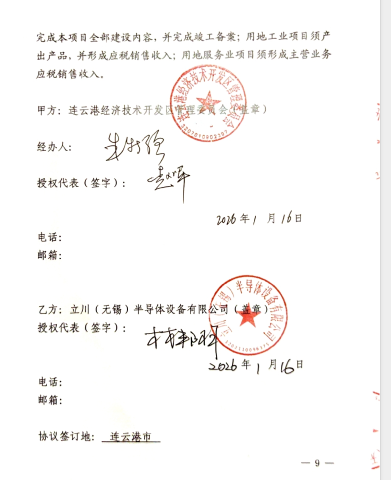 完成本项目全部建设内容，并完成竣工备案；用地工业项目须产
出产品，并形成应税销售收入；用地服务业项目须形成主营业务
应税销售收入。
甲方：连云港经济技术开发区管理委员会（盖章）
经办人：
授权代表（签字）：
2026年1月16日
电话：
邮箱：
乙方：立川（无锡）半导体设备有限公司（盖章）
授权代表（签字）：
2026年1月16日
电话：
邮箱：
协议签订地：连云港市
— 9 —